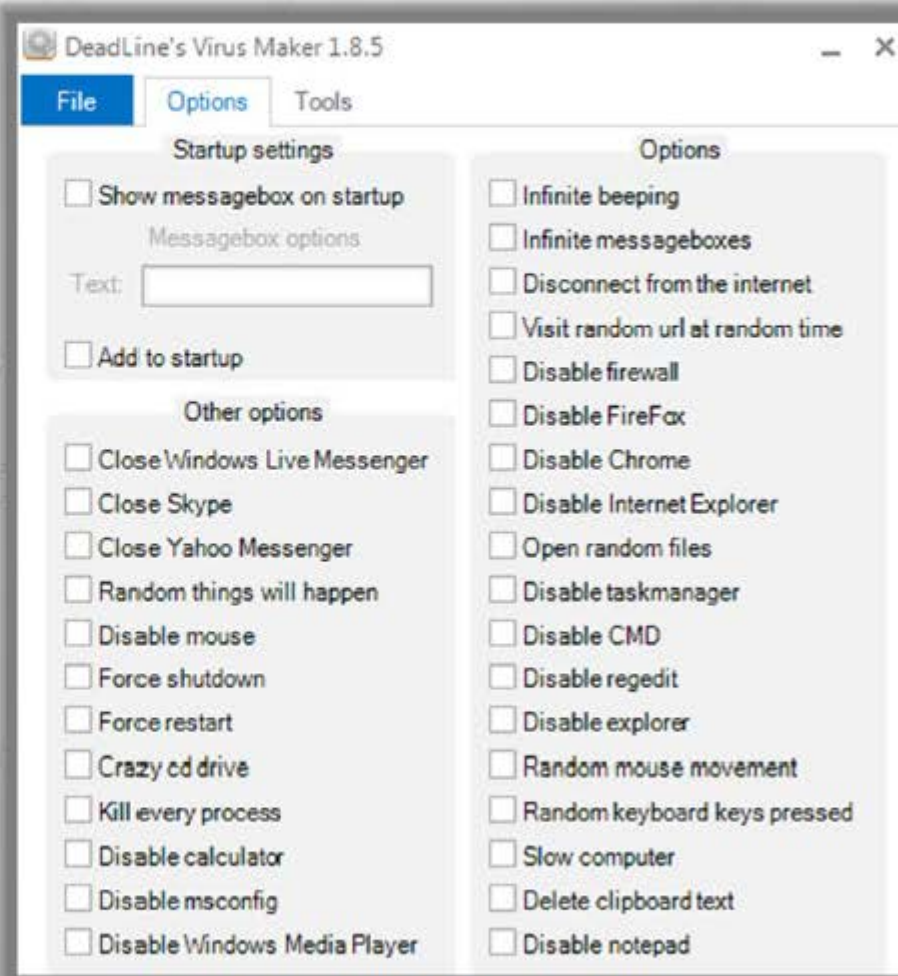 DeadLine's Virus Maker 1.8.5
File Options Tools
Startup settings
Show messagebox on startup
Messagebox options
Text:
Add to startup
Other options
Close Windows Live Messenger
Close Skype
Close Yahoo Messenger
Random things will happen
Disable mouse
Force shutdown
Force restart
Crazy cd drive
Kill every process
Disable calculator
Disable msconfig
Disable Windows Media Player
Options
Infinite beeping
Infinite messageboxes
Disconnect from the internet
Visit random url at random time
Disable firewall
Disable FireFox
Disable Chrome
Disable Internet Explorer
Open random files
Disable taskmanager
Disable CMD
Disable regedit
Disable explorer
Random mouse movement
Random keyboard keys pressed
Slow computer
Delete clipboard text
Disable notepad